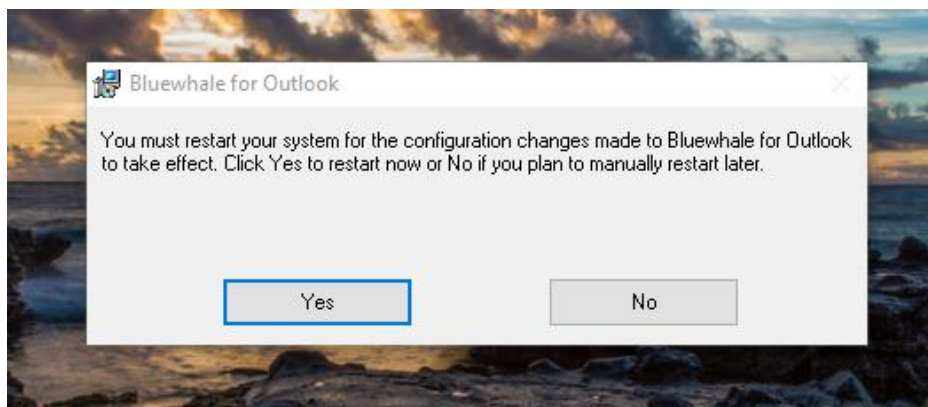 Bluewhale for Outlook
You must restart your system for the configuration changes made to Bluewhale for Outlook
to take effect. Click Yes to restart now or No if you plan to manually restart later.
Yes
No